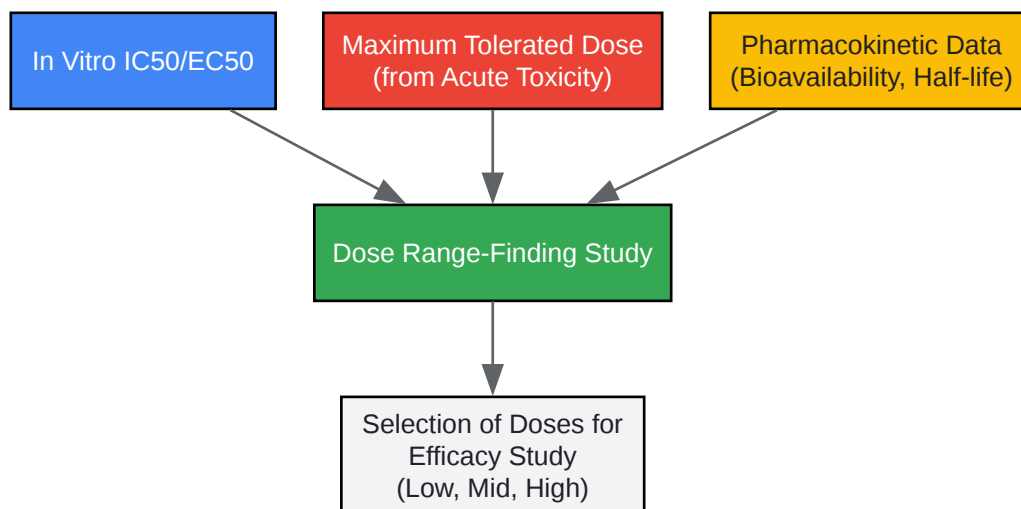 In Vitro IC50/EC50
Maximum Tolerated Dose
(from Acute Toxicity)
Pharmacokinetic Data
(Bioavailability, Half-life)
Dose Range-Finding Study
Selection of Doses for
Efficacy Study
(Low, Mid, High)